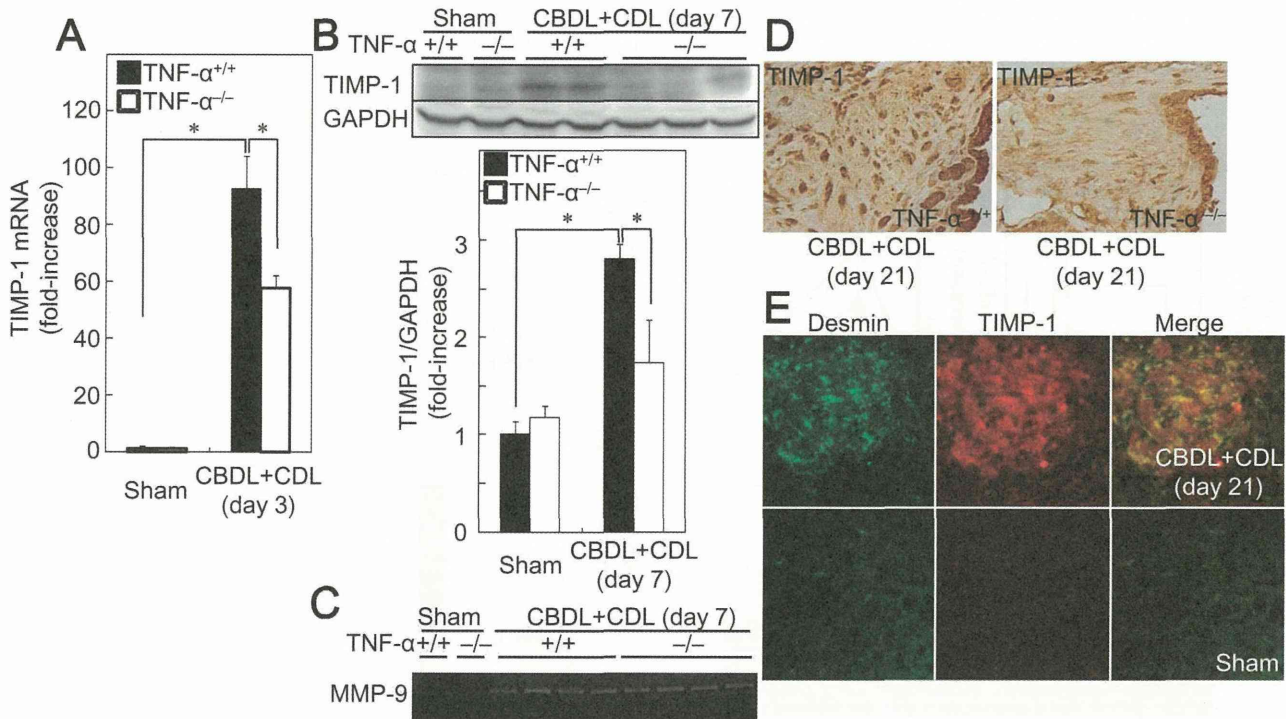 A
TNF-α+/+
TNF-α−/−
TIMP-1 mRNA
(fold-increase)
120
100
80
60
40
20
0
*
*
Sham
CBDL+CDL
(day 3)
B
Sham
CBDL+CDL (day 7)
TNF-α
+/+
−/−
+/+
−/−
TIMP-1
GAPDH
TNF-α+/+
TNF-α−/−
TIMP-1/GAPDH
(fold-increase)
3
2
1
0
*
*
Sham
CBDL+CDL
(day 7)
C
Sham
CBDL+CDL (day 7)
TNF-α+/+
−/−
+/+
−/−
MMP-9
D
TIMP-1
TNF-α+/+
TIMP-1
TNF-α−/−
CBDL+CDL
(day 21)
CBDL+CDL
(day 21)
E
Desmin
TIMP-1
Merge
CBDL+CDL
(day 21)
Sham